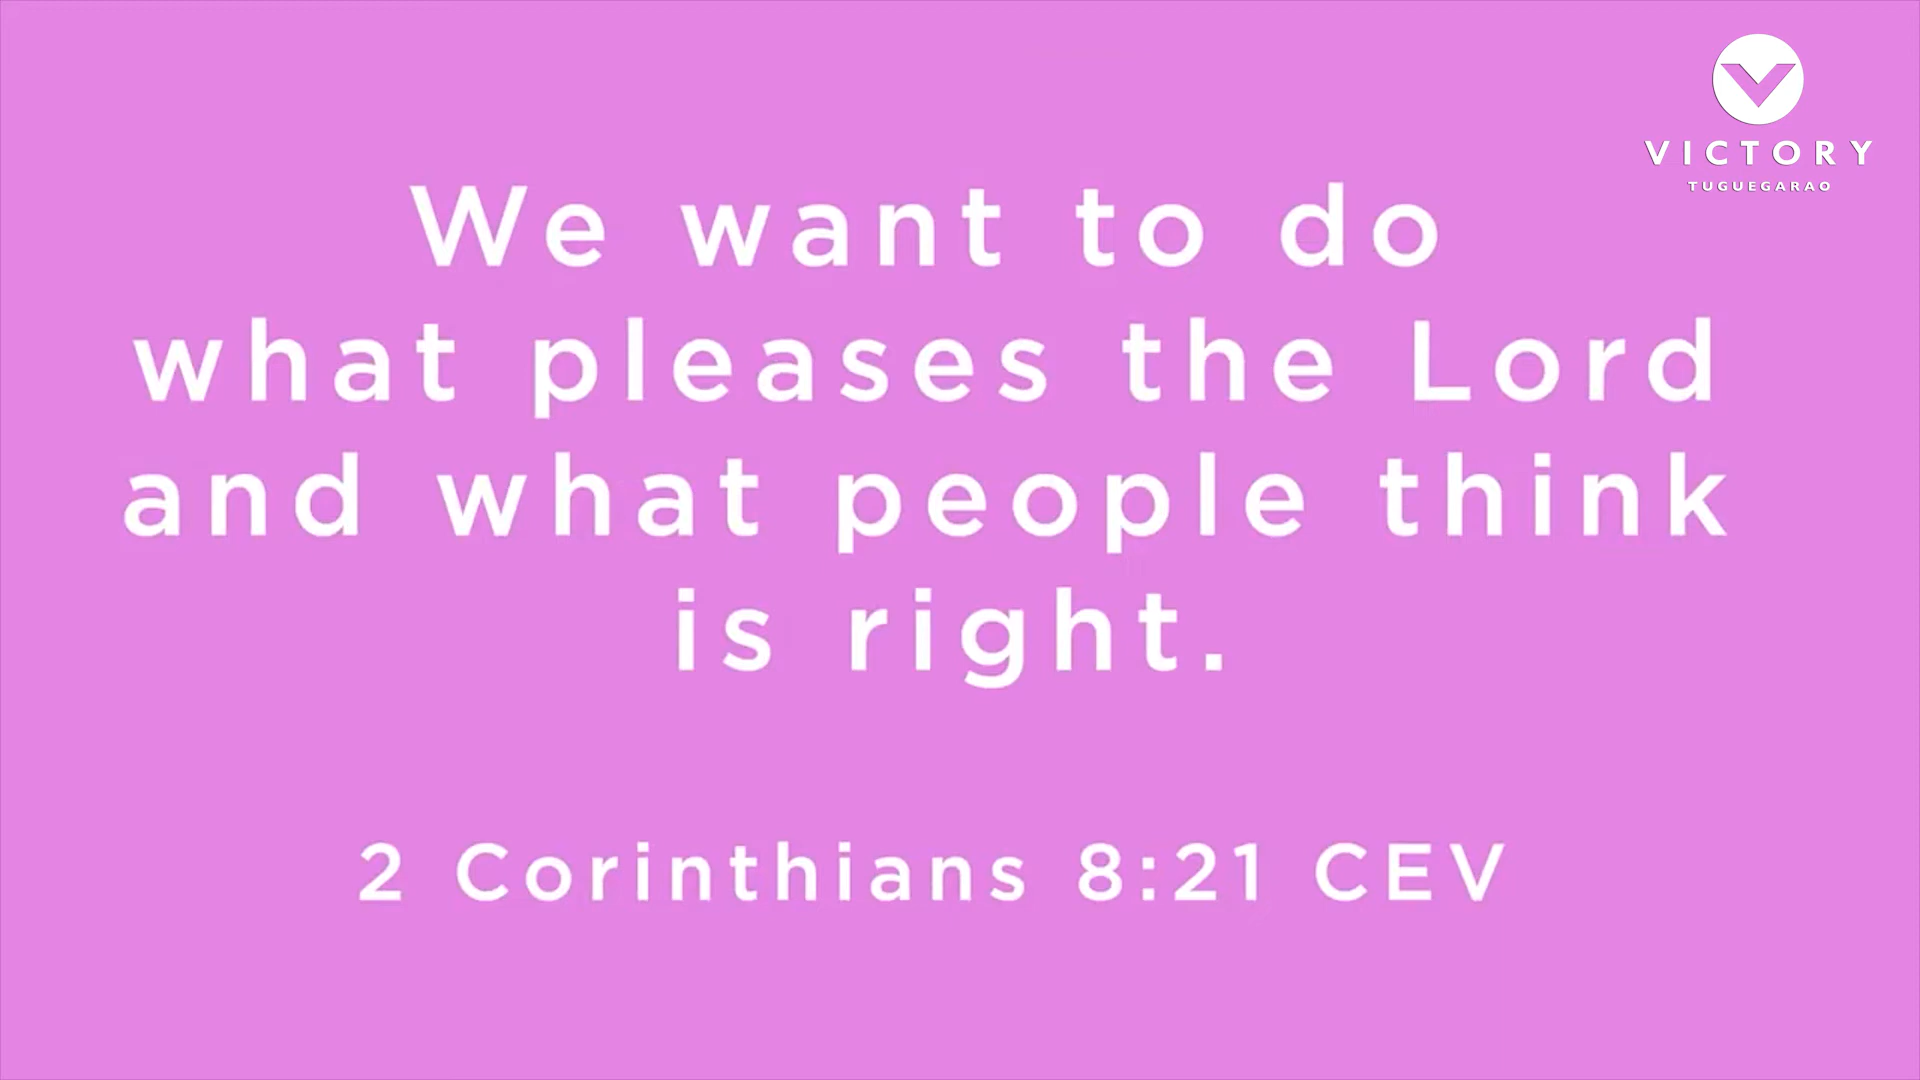 VICTORY
TUGUEGARAO
We want to do
what pleases the Lord
and what people think
is right.
2 Corinthians 8:21 CEV